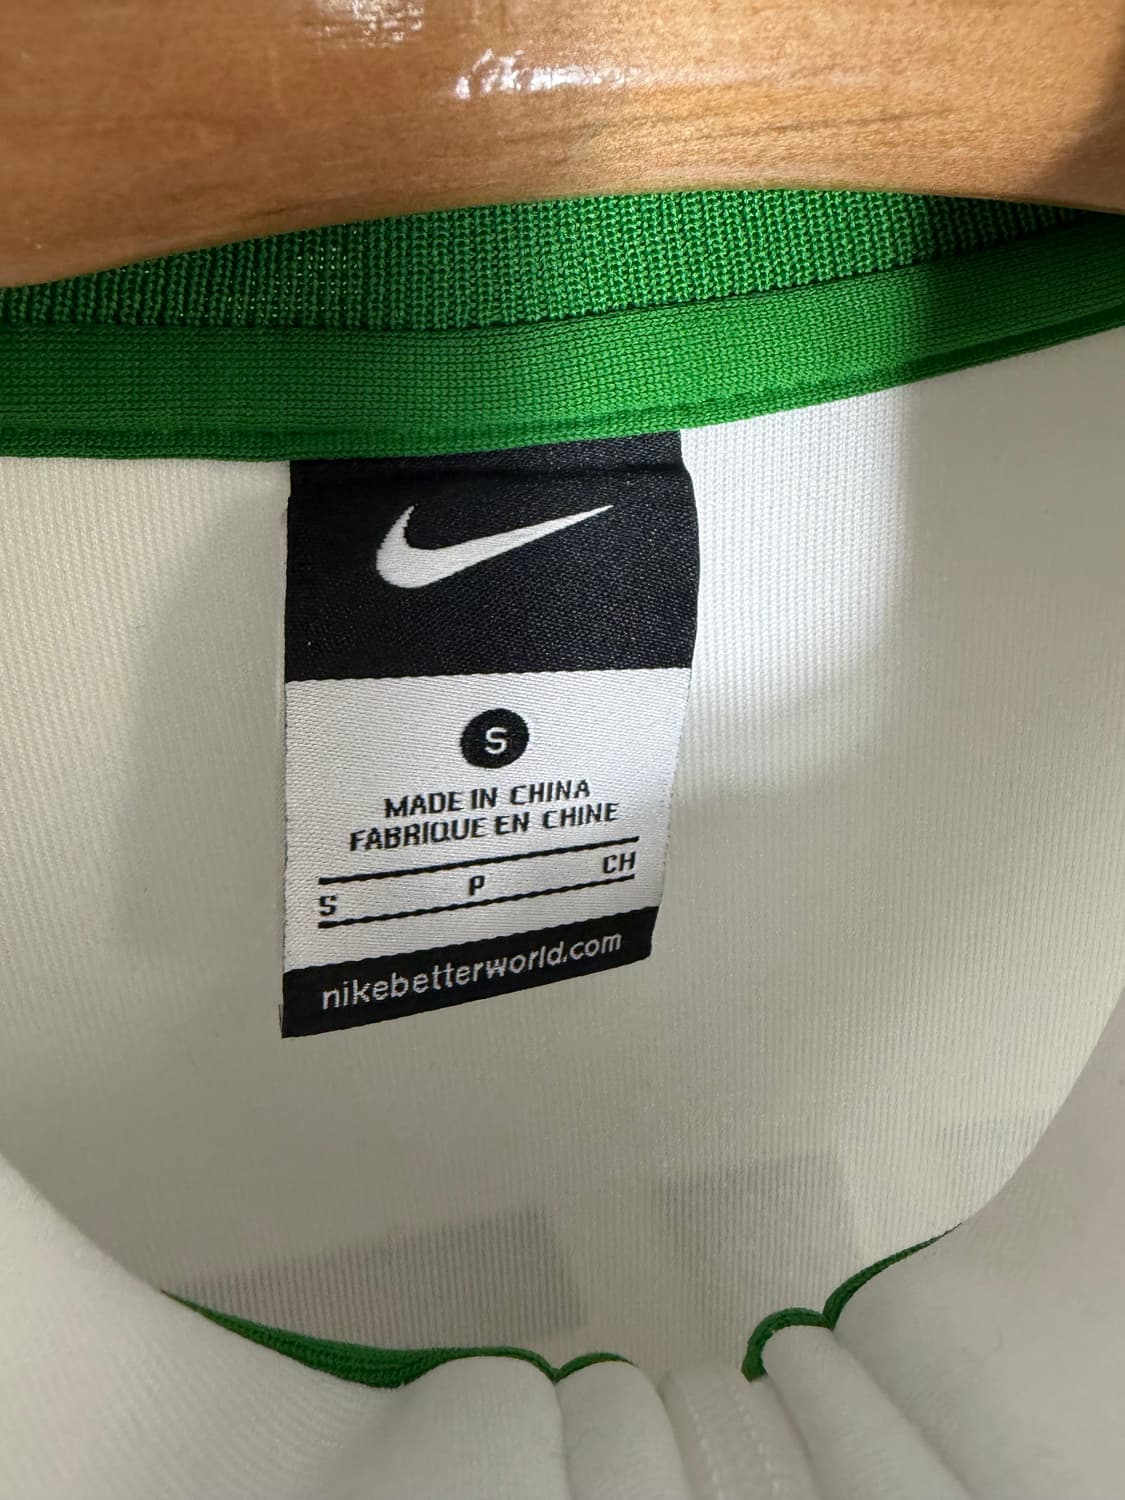 S
MADE IN CHINA
FABRIQUE EN CHINE
S P CH
nikebetterworld.com